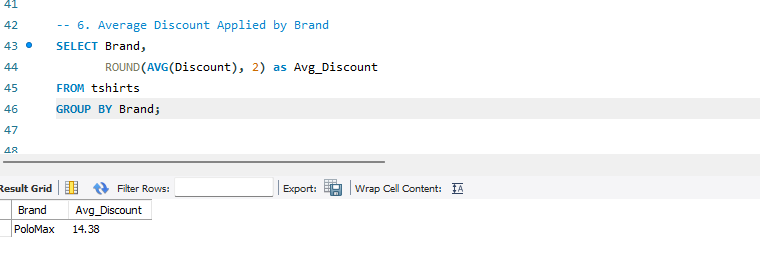 41
42 -- 6. Average Discount Applied by Brand
43 SELECT Brand,
44 ROUND(AVG(Discount), 2) as Avg_Discount
45 FROM tshirts
46 GROUP BY Brand;
47
48
Result Grid Filter Rows: Export: Wrap Cell Content:
Brand Avg_Discount
PoloMax 14.38